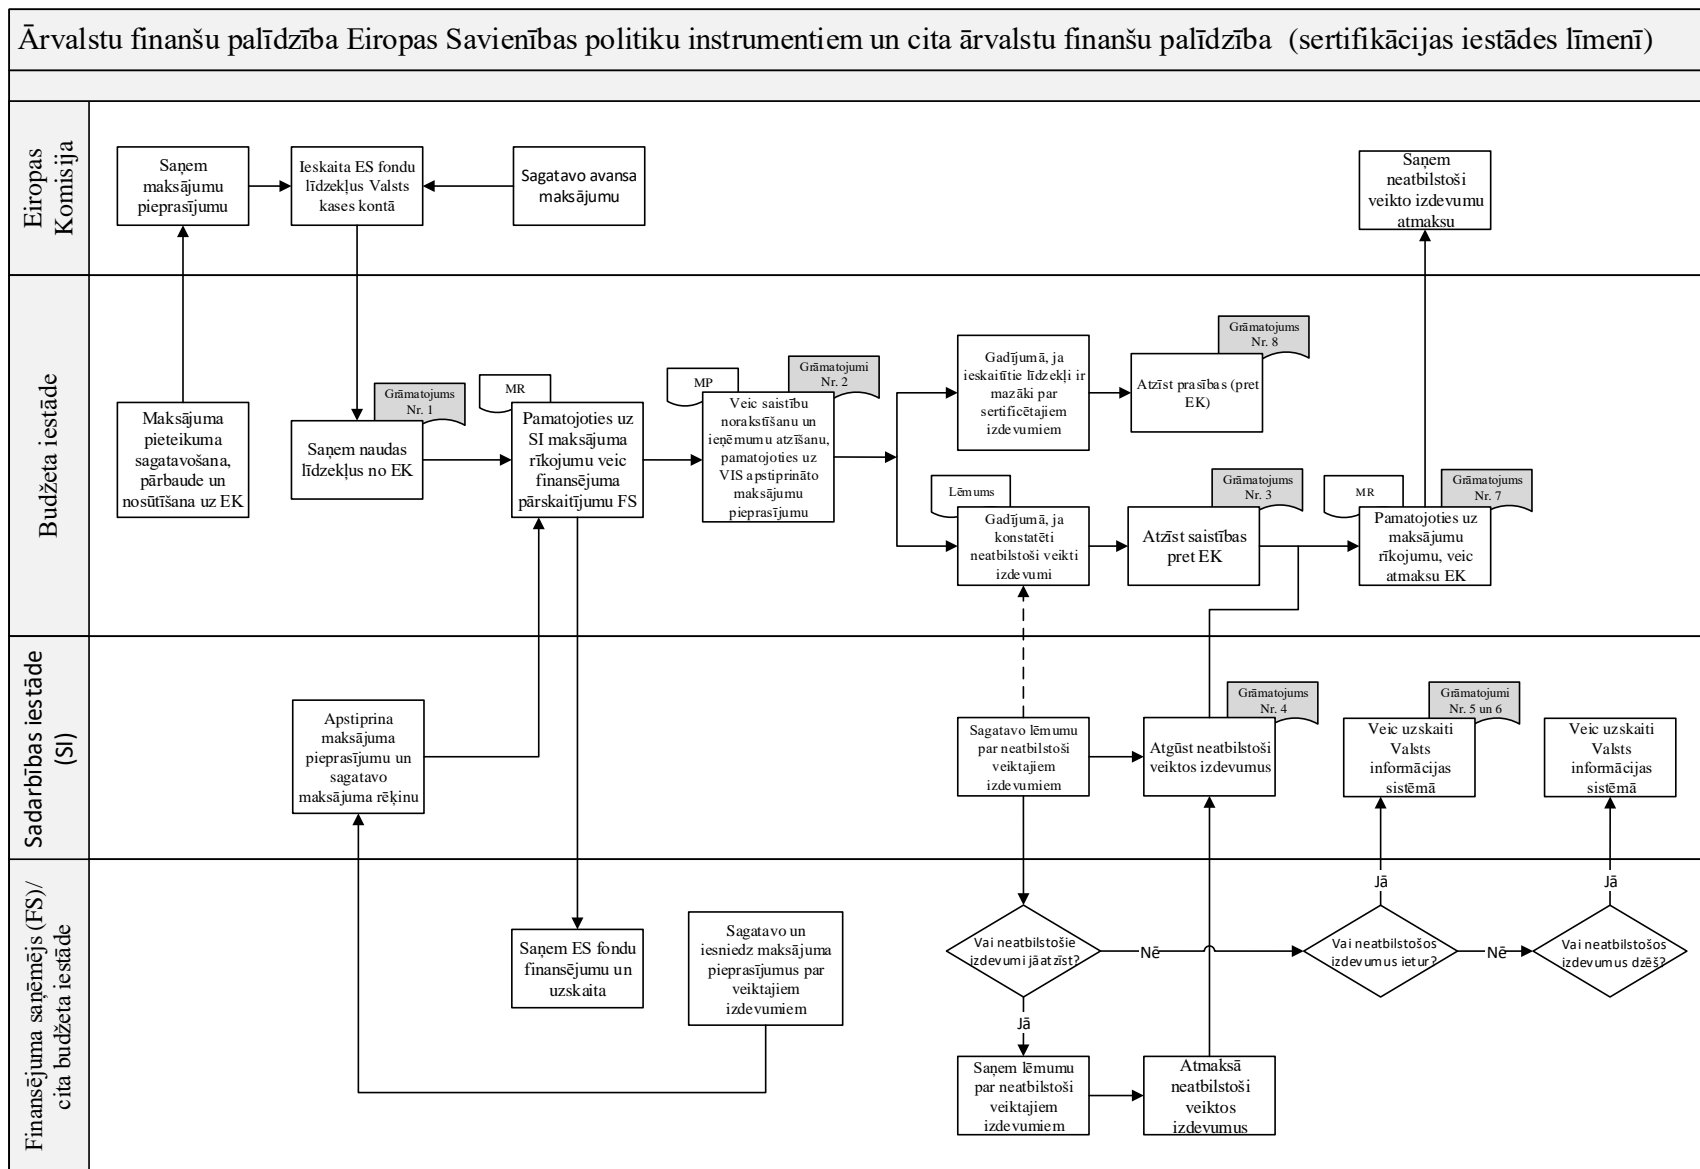 Ārvalstu finanšu palīdzība Eiropas Savienības politiku instrumentiem un cita ārvalstu finanšu palīdzība (sertifikācijas iestādes līmenī)
Eiropas
Komisija
Saņem
maksājumu
pieprasījumu
Ieskaita ES fondu
līdzekļus Valsts
kases kontā
Sagatavo avansa
maksājumu
Saņem
neatbilstoši
veikto izdevumu
atmaksu
Budžeta iestāde
Maksājuma
pieteikuma
sagatavošana,
pārbaude un
nosūtīšana uz EK
Grāmatojums
Nr. 1
Saņem naudas
līdzekļus no EK
MR
Pamatojoties uz
SI maksājuma
rīkojumu veic
finansējuma
pārskaitījumu FS
MP
Grāmatojumi
Nr. 2
Veic saistību
norakstīšanu un
ieņēmumu atzīšanu,
pamatojoties uz
VIS apstiprināto
maksājumu
pieprasījumu
Gadījumā, ja
ieskaitītie līdzekļi ir
mazāki par
sertificētajiem
izdevumiem
Grāmatojums
Nr. 8
Atzīst prasības (pret
EK)
Lēmums
Gadījumā, ja
konstatēti
neatbilstoši veikti
izdevumi
Grāmatojums
Nr. 3
Atzīst saistības
pret EK
MR
Grāmatojums
Nr. 7
Pamatojoties uz
maksājumu
rīkojumu, veic
atmaksu EK
Sadarbības iestāde
(SI)
Apstiprina
maksājuma
pieprasījumu un
sagatavo
maksājuma rēķinu
Sagatavo lēmumu
par neatbilstoši
veiktajiem
izdevumiem
Grāmatojums
Nr. 4
Atgūst neatbilstoši
veiktos izdevumus
Grāmatojumi
Nr. 5 un 6
Veic uzskaiti
Valsts
informācijas
sistēmā
Veic uzskaiti
Valsts
informācijas
sistēmā
Finansējuma saņēmējs (FS)/
cita budžeta iestāde
Saņem ES fondu
finansējumu un
uzskaita
Sagatavo un
iesniedz maksājuma
pieprasījumus par
veiktajiem
izdevumiem
Vai neatbilstošie
izdevumi jāatzīst?
Nē
Jā
Vai neatbilstošos
izdevumus ietur?
Jā
Nē
Vai neatbilstošos
izdevumus dzēš?
Jā
Saņem lēmumu
par neatbilstoši
veiktajiem
izdevumiem
Atmaksā
neatbilstoši
veiktos
izdevumus